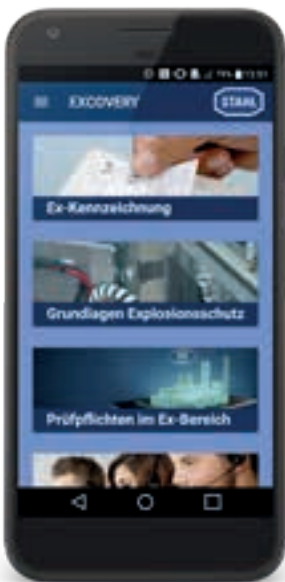 EXCOVERY
STAHL
Ex-Kennzeichnung
Grundlagen Explosionsschutz
Prüfpflichten im Ex-Bereich